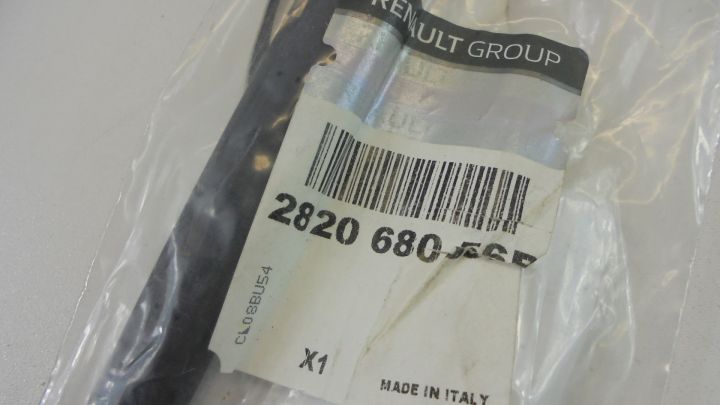 RENAULT GROUP
2820 680
CL08BU54
X1
MADE IN ITALY